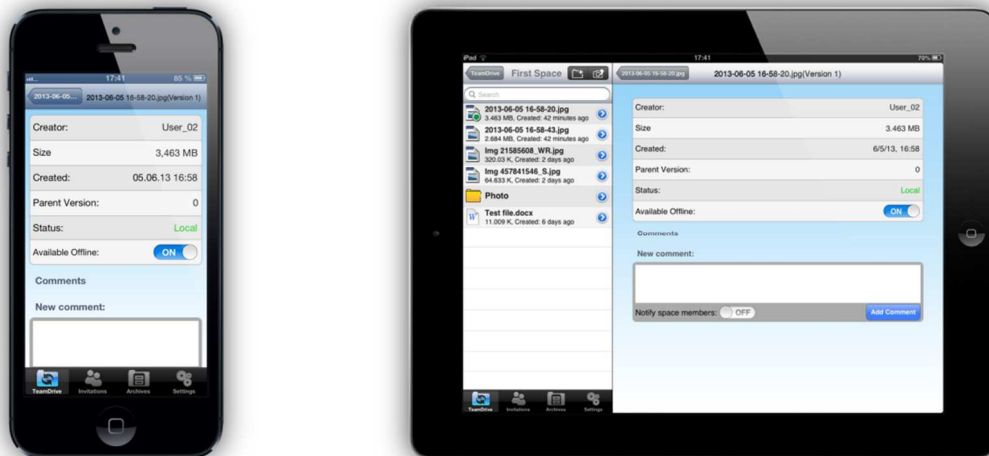 17:41
85 %
2013-06-05...
2013-06-05 16-58-20.jpg(Version 1)
Creator:
User_02
Size
3,463 MB
Created:
05.06.13 16:58
Parent Version:
0
Status:
Local
Available Offline:
ON
Comments
New comment:
TeamDrive
Invitations
Archives
Settings
iPad
17:41
70%
TeamDrive
First Space
2013-06-05 16-58-20.jpg
2013-06-05 16-58-20.jpg(Version 1)
Search
2013-06-05 16-58-20.jpg
3.463 MB, Created: 42 minutes ago
2013-06-05 16-58-43.jpg
2.684 MB, Created: 42 minutes ago
Img 21585608_WR.jpg
320.03 K, Created: 2 days ago
Img 457841546_S.jpg
64.833 K, Created: 2 days ago
Photo
Test file.docx
11.009 K, Created: 6 days ago
TeamDrive
Invitations
Archives
Settings
Creator:
User_02
Size
3.463 MB
Created:
6/5/13, 16:58
Parent Version:
0
Status:
Local
Available Offline:
ON
Comments
New comment:
Notify space members:
OFF
Add Comment